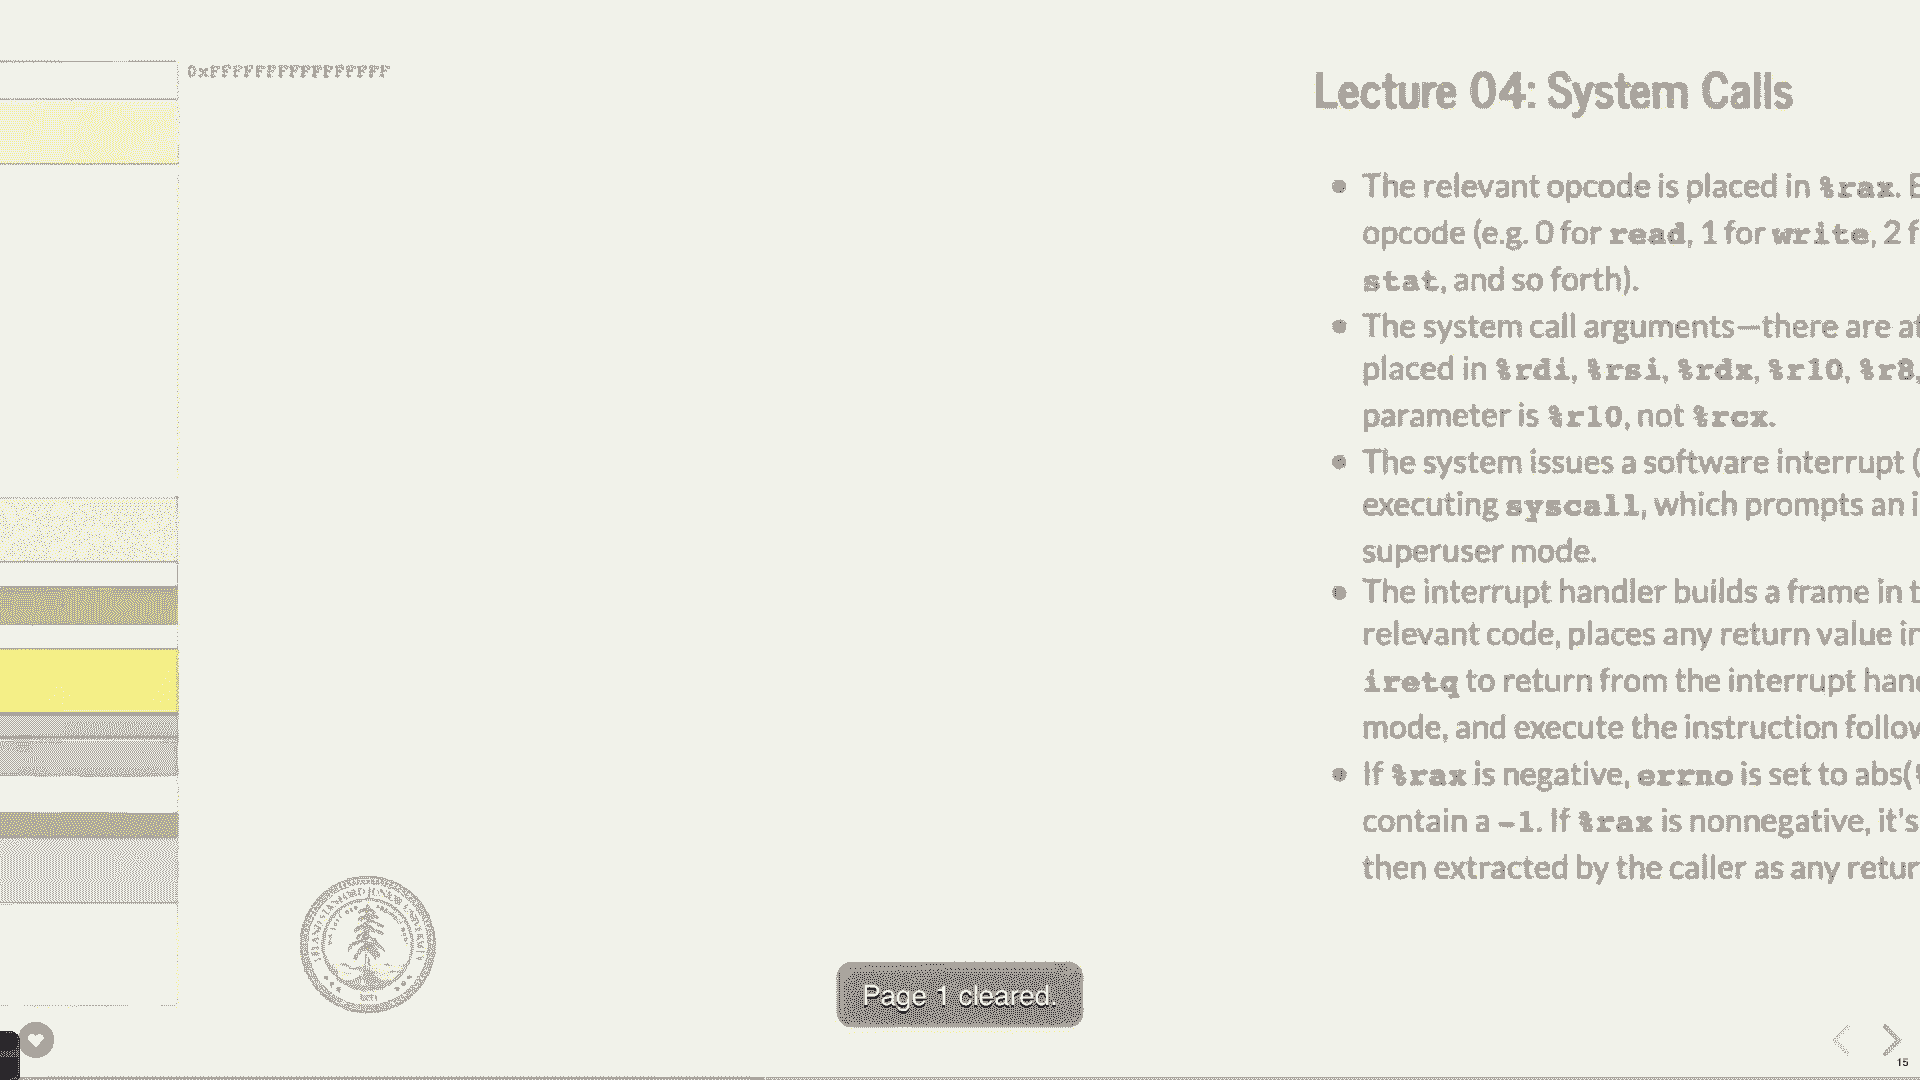 0xFFFFFFFFFFFFFFFF
Lecture 04: System Calls
The relevant opcode is placed in %rax. E
opcode (e.g. 0 for read, 1 for write, 2 f
stat, and so forth).
The system call arguments—there are at
placed in %rdi, %rsi, %rdx, %r10, %r8,
parameter is %r10, not %rcx.
The system issues a software interrupt (
executing syscall, which prompts an i
superuser mode.
The interrupt handler builds a frame in t
relevant code, places any return value in
iretq to return from the interrupt hand
mode, and execute the instruction follow
If %rax is negative, errno is set to abs(%
contain a -1. If %rax is nonnegative, it's
then extracted by the caller as any retur
Page 1 cleared.
15